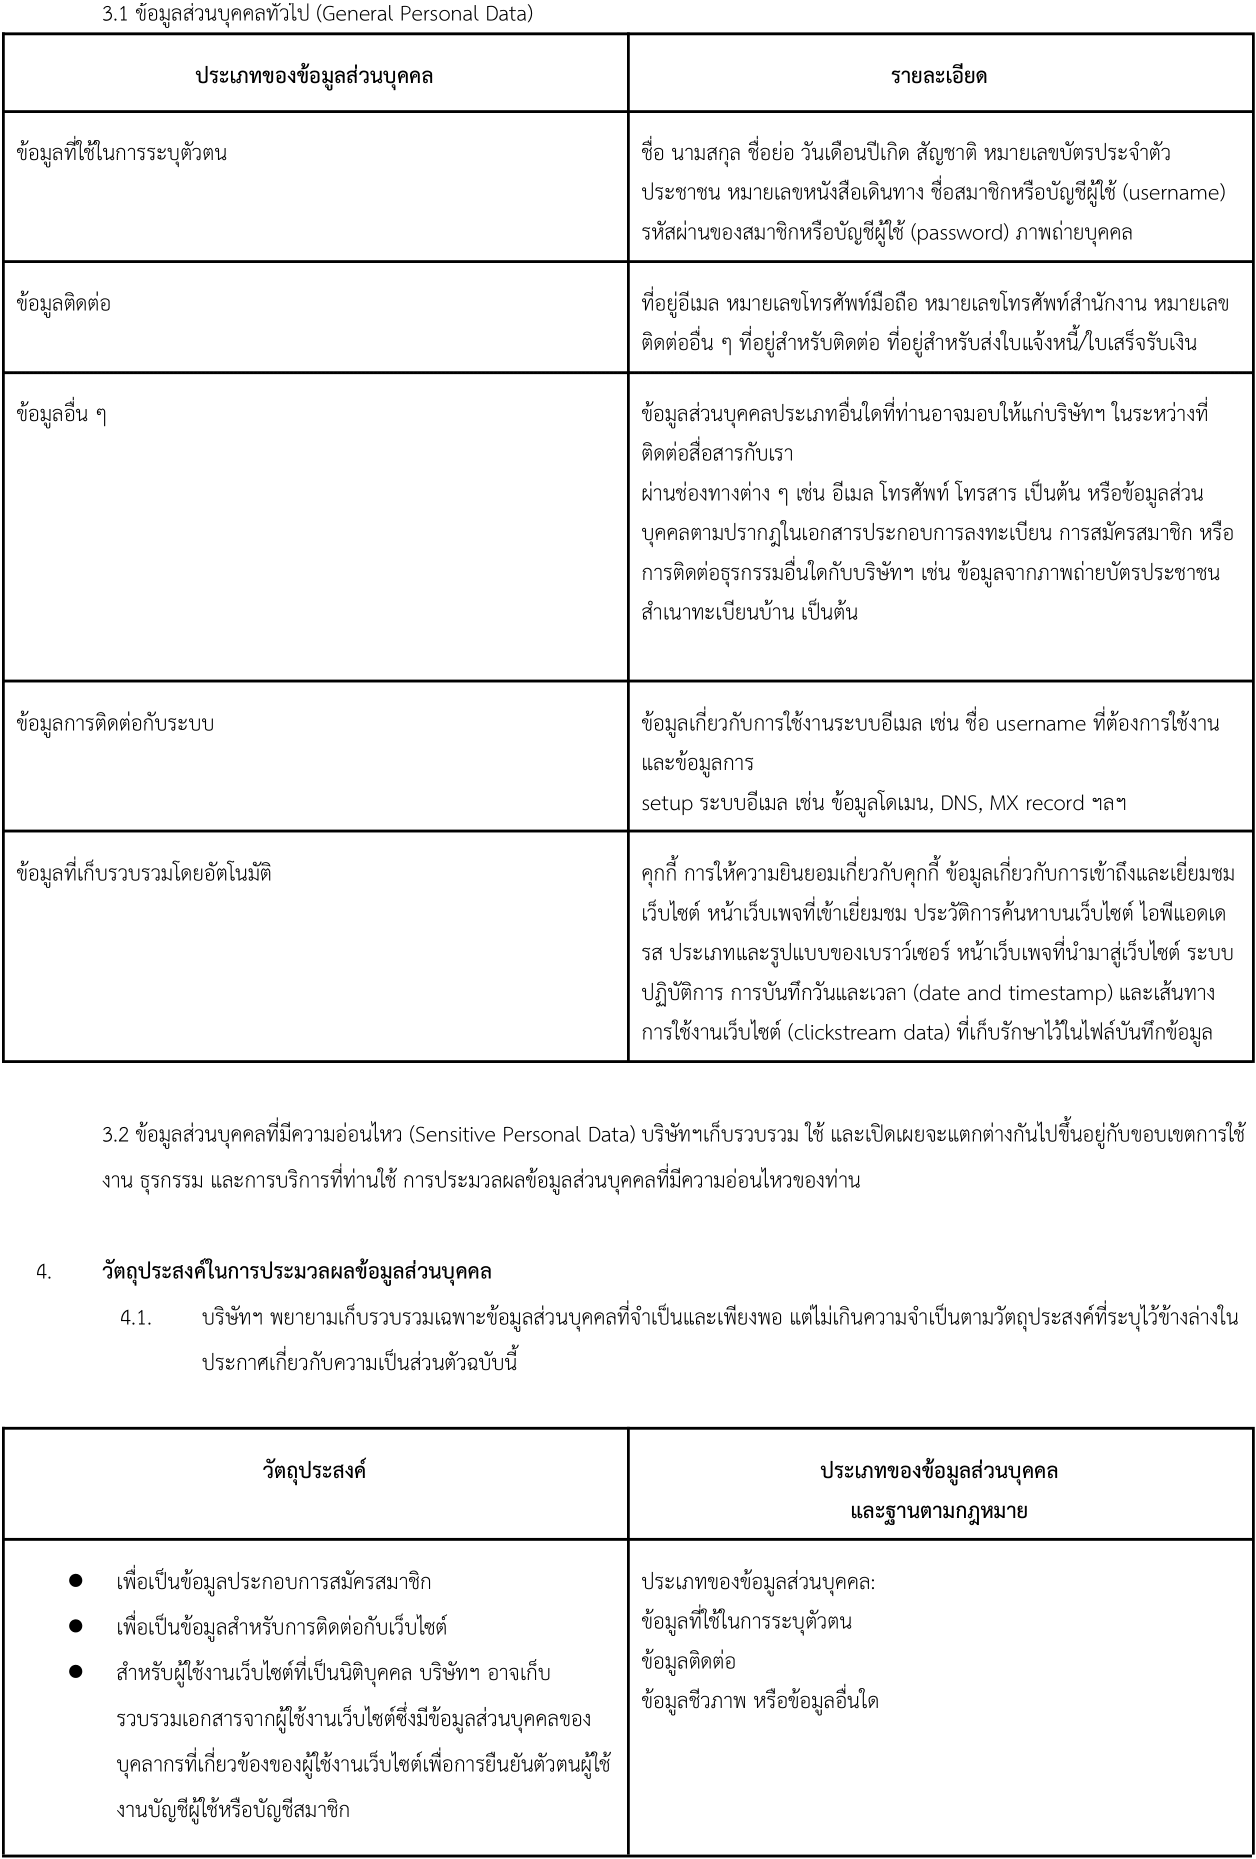 3.1 ข้อมูลส่วนบุคคลทั่วไป (General Personal Data)
ประเภทของข้อมูลส่วนบุคคล
รายละเอียด
ข้อมูลที่ใช้ในการระบุตัวตน
ชื่อ นามสกุล ชื่อย่อ วันเดือนปีเกิด สัญชาติ หมายเลขบัตรประจำตัว
ประชาชน หมายเลขหนังสือเดินทาง ชื่อสมาชิกหรือบัญชีผู้ใช้ (username)
รหัสผ่านของสมาชิกหรือบัญชีผู้ใช้ (password) ภาพถ่ายบุคคล
ข้อมูลติดต่อ
ที่อยู่อีเมล หมายเลขโทรศัพท์มือถือ หมายเลขโทรศัพท์สำนักงาน หมายเลข
ติดต่ออื่น ๆ ที่อยู่สำหรับติดต่อ ที่อยู่สำหรับส่งใบแจ้งหนี้/ใบเสร็จรับเงิน
ข้อมูลอื่น ๆ
ข้อมูลส่วนบุคคลประเภทอื่นใดที่ท่านอาจมอบให้แก่บริษัทฯ ในระหว่างที่
ติดต่อสื่อสารกับเรา
ผ่านช่องทางต่าง ๆ เช่น อีเมล โทรศัพท์ โทรสาร เป็นต้น หรือข้อมูลส่วน
บุคคลตามปรากฏในเอกสารประกอบการลงทะเบียน การสมัครสมาชิก หรือ
การติดต่อธุรกรรมอื่นใดกับบริษัทฯ เช่น ข้อมูลจากภาพถ่ายบัตรประชาชน
สำเนาทะเบียนบ้าน เป็นต้น
ข้อมูลการติดต่อกับระบบ
ข้อมูลเกี่ยวกับการใช้งานระบบอีเมล เช่น ชื่อ username ที่ต้องการใช้งาน
และข้อมูลการ
setup ระบบอีเมล เช่น ข้อมูลโดเมน, DNS, MX record ฯลฯ
ข้อมูลที่เก็บรวบรวมโดยอัตโนมัติ
คุกกี้ การให้ความยินยอมเกี่ยวกับคุกกี้ ข้อมูลเกี่ยวกับการเข้าถึงและเยี่ยมชม
เว็บไซต์ หน้าเว็บเพจที่เข้าเยี่ยมชม ประวัติการค้นหาบนเว็บไซต์ ไอพีแอดเด
รส ประเภทและรูปแบบของเบราว์เซอร์ หน้าเว็บเพจที่นำมาสู่เว็บไซต์ ระบบ
ปฏิบัติการ การบันทึกวันและเวลา (date and timestamp) และเส้นทาง
การใช้งานเว็บไซต์ (clickstream data) ที่เก็บรักษาไว้ในไฟล์บันทึกข้อมูล
3.2 ข้อมูลส่วนบุคคลที่มีความอ่อนไหว (Sensitive Personal Data) บริษัทฯเก็บรวบรวม ใช้ และเปิดเผยจะแตกต่างกันไปขึ้นอยู่กับขอบเขตการใช้
งาน ธุรกรรม และการบริการที่ท่านใช้ การประมวลผลข้อมูลส่วนบุคคลที่มีความอ่อนไหวของท่าน
4. วัตถุประสงค์ในการประมวลผลข้อมูลส่วนบุคคล
4.1. บริษัทฯ พยายามเก็บรวบรวมเฉพาะข้อมูลส่วนบุคคลที่จำเป็นและเพียงพอ แต่ไม่เกินความจำเป็นตามวัตถุประสงค์ที่ระบุไว้ข้างล่างใน
ประกาศเกี่ยวกับความเป็นส่วนตัวฉบับนี้
วัตถุประสงค์
ประเภทของข้อมูลส่วนบุคคล
และฐานตามกฎหมาย
● เพื่อเป็นข้อมูลประกอบการสมัครสมาชิก
● เพื่อเป็นข้อมูลสำหรับการติดต่อกับเว็บไซต์
● สำหรับผู้ใช้งานเว็บไซต์ที่เป็นนิติบุคคล บริษัทฯ อาจเก็บ
รวบรวมเอกสารจากผู้ใช้งานเว็บไซต์ซึ่งมีข้อมูลส่วนบุคคลของ
บุคลากรที่เกี่ยวข้องของผู้ใช้งานเว็บไซต์เพื่อการยืนยันตัวตนผู้ใช้
งานบัญชีผู้ใช้หรือบัญชีสมาชิก
ประเภทของข้อมูลส่วนบุคคล:
ข้อมูลที่ใช้ในการระบุตัวตน
ข้อมูลติดต่อ
ข้อมูลชีวภาพ หรือข้อมูลอื่นใด